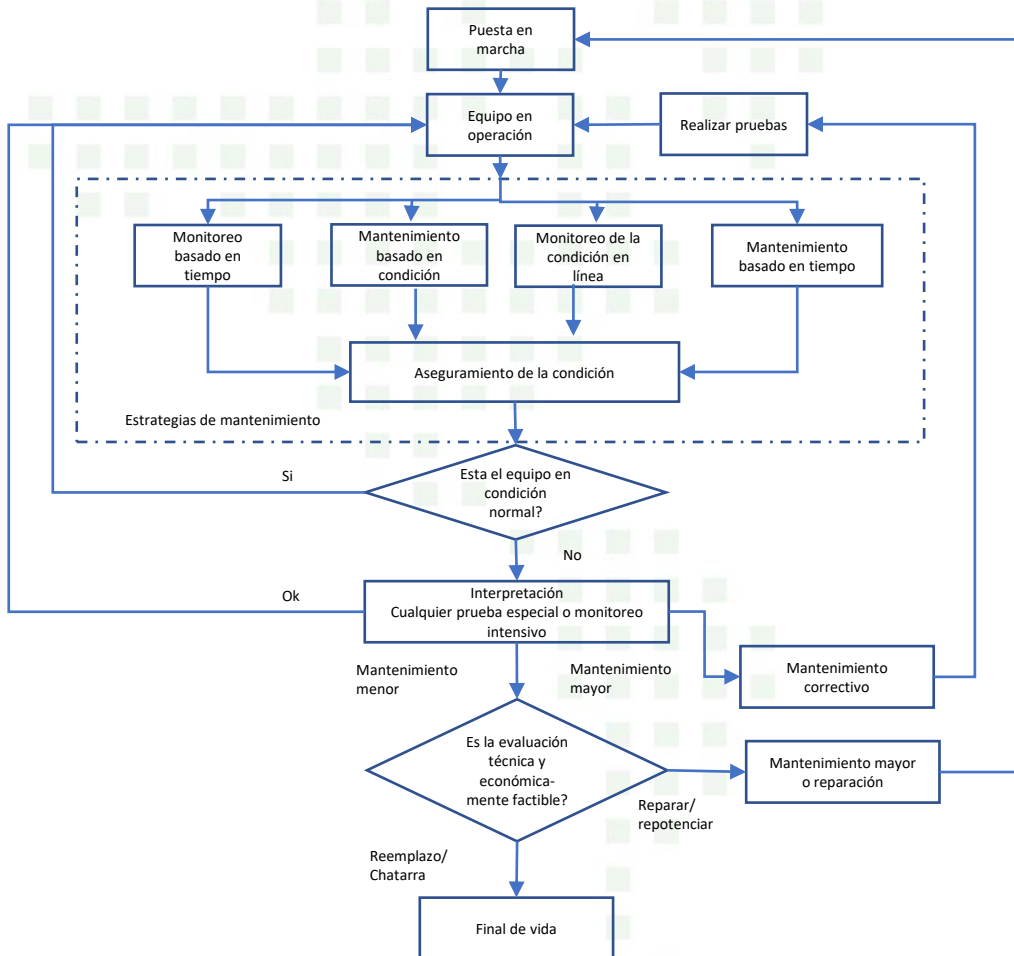 Puesta en
marcha
Equipo en
operación
Realizar pruebas
Monitoreo
basado en
tiempo
Mantenimiento
basado en
condición
Monitoreo de la
condición en
línea
Mantenimiento
basado en tiempo
Aseguramiento de la condición
Estrategias de mantenimiento
Si
Esta el equipo en
condición
normal?
No
Ok
Interpretación
Cualquier prueba especial o monitoreo
intensivo
Mantenimiento
menor
Mantenimiento
mayor
Mantenimiento
correctivo
Es la evaluación
técnica y
económica-
mente factible?
Mantenimiento mayor
o reparación
Reparar/
repotenciar
Reemplazo/
Chatarra
Final de vida